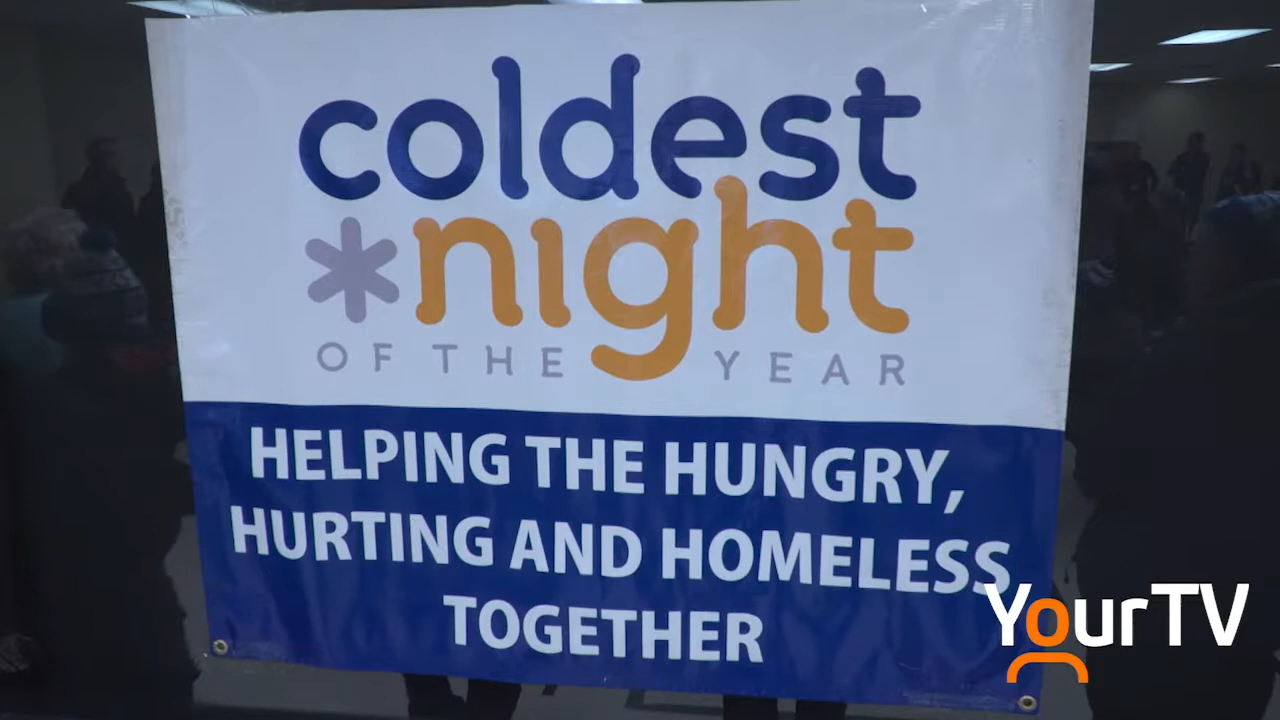 coldest
*night
OF THE YEAR
HELPING THE HUNGRY,
HURTING AND HOMELESS
TOGETHER
YourTV